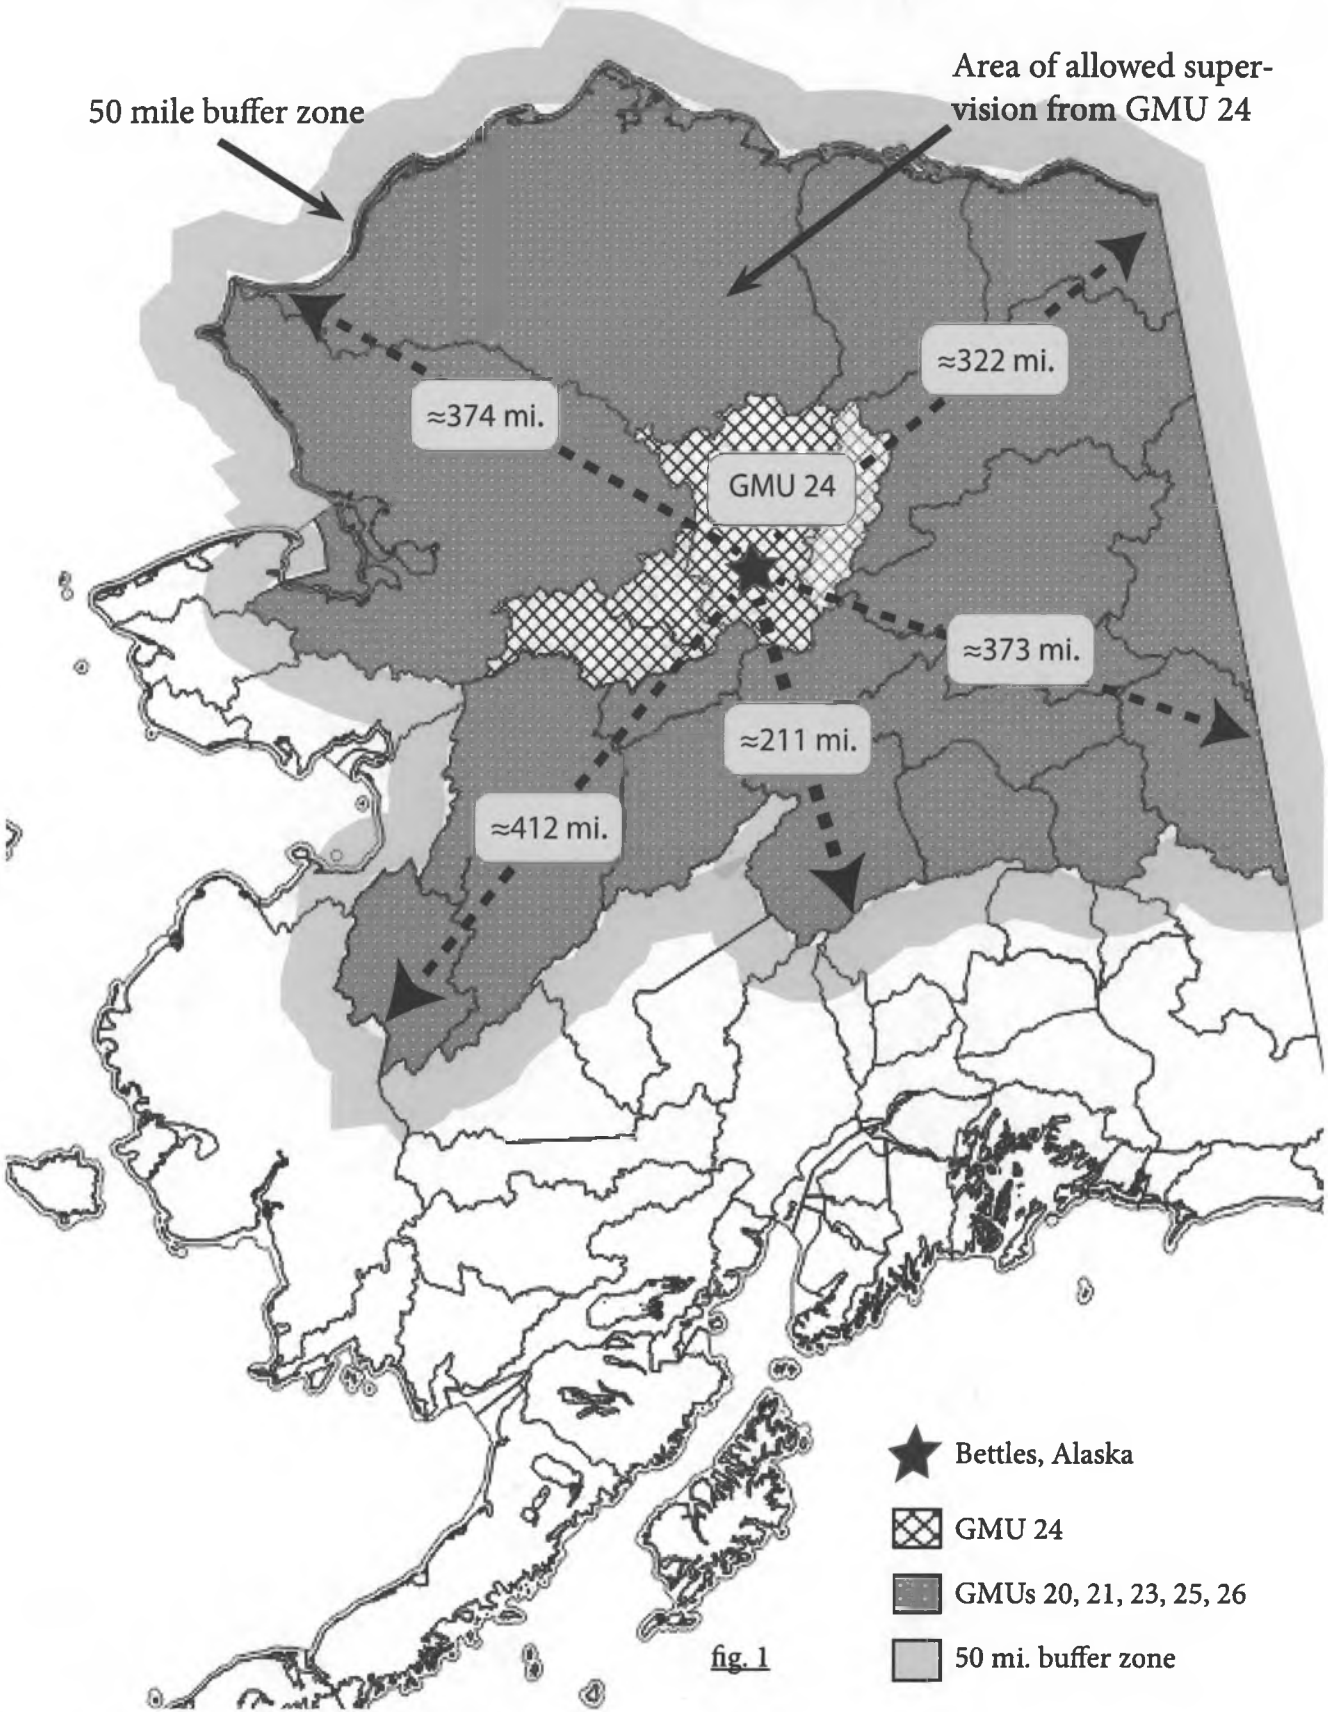 Area of allowed super-
vision from GMU 24
50 mile buffer zone
≈322 mi.
≈374 mi.
GMU 24
≈373 mi.
≈211 mi.
≈412 mi.
Bettles, Alaska
GMU 24
GMUs 20, 21, 23, 25, 26
50 mi. buffer zone
fig. 1